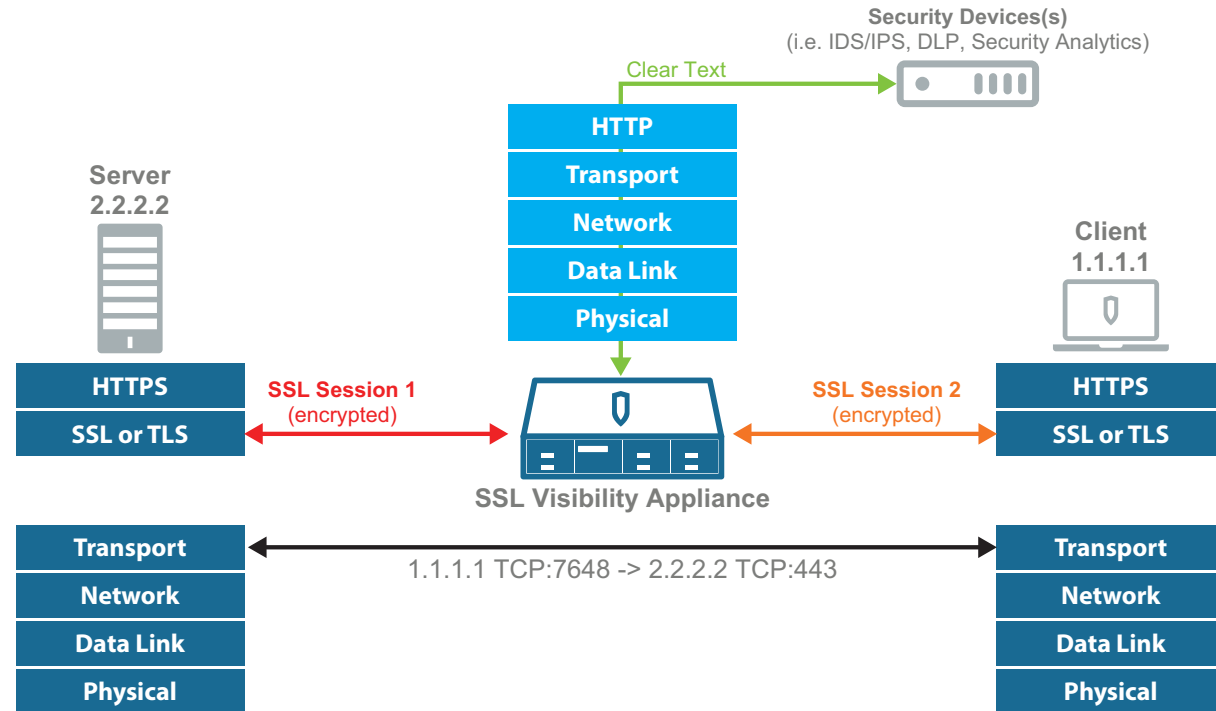 Security Devices(s)
(i.e. IDS/IPS, DLP, Security Analytics)
Clear Text
HTTP
Transport
Network
Data Link
Physical
Server
2.2.2.2
HTTPS
SSL or TLS
SSL Session 1
(encrypted)
SSL Visibility Appliance
SSL Session 2
(encrypted)
Client
1.1.1.1
HTTPS
SSL or TLS
Transport
Network
Data Link
Physical
1.1.1.1 TCP:7648 -> 2.2.2.2 TCP:443
Transport
Network
Data Link
Physical